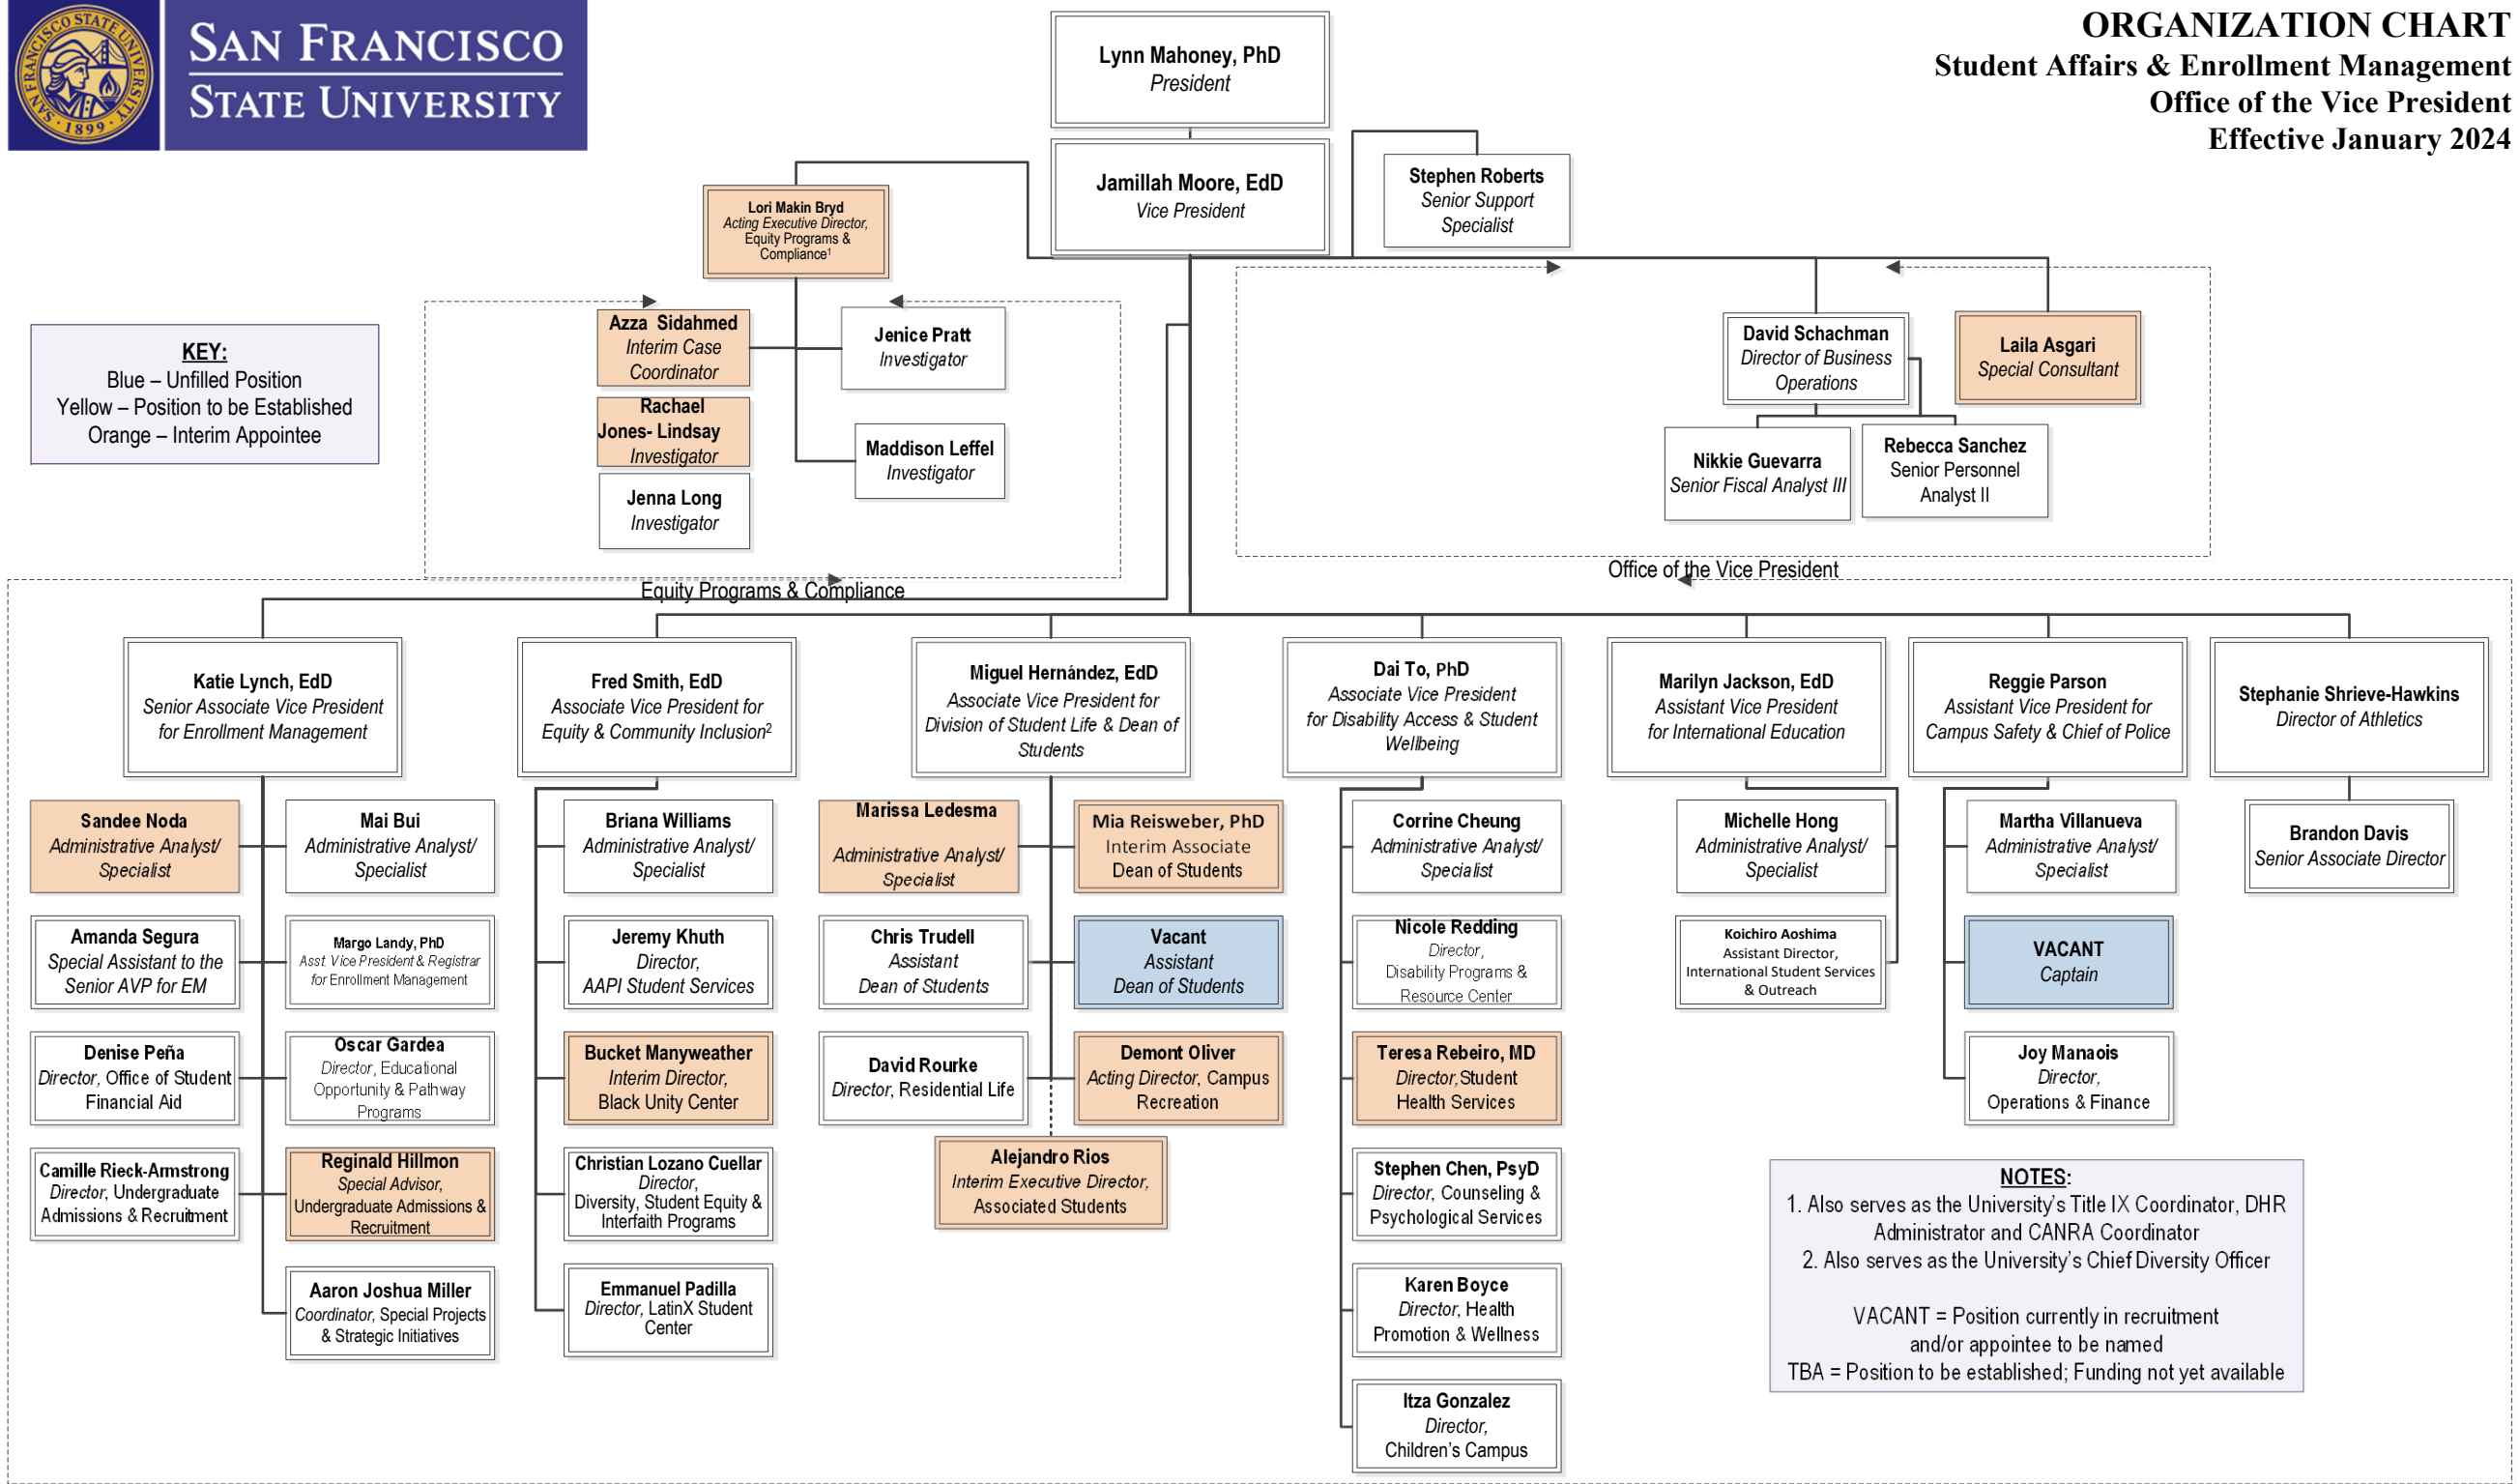 SAN FRANCISCO STATE UNIVERSITY
· 1899 ·
SAN FRANCISCO
STATE UNIVERSITY
ORGANIZATION CHART
Student Affairs & Enrollment Management
Office of the Vice President
Effective January 2024
Lynn Mahoney, PhD
President
Jamillah Moore, EdD
Vice President
Stephen Roberts
Senior Support
Specialist
Lori Makin Bryd
Acting Executive Director,
Equity Programs &
Compliance¹
KEY:
Blue – Unfilled Position
Yellow – Position to be Established
Orange – Interim Appointee
Azza  Sidahmed
Interim Case
Coordinator
Jenice Pratt
Investigator
Rachael
Jones- Lindsay
Investigator
Maddison Leffel
Investigator
Jenna Long
Investigator
Equity Programs & Compliance
David Schachman
Director of Business
Operations
Laila Asgari
Special Consultant
Nikkie Guevarra
Senior Fiscal Analyst III
Rebecca Sanchez
Senior Personnel
Analyst II
Office of the Vice President
Katie Lynch, EdD
Senior Associate Vice President
for Enrollment Management
Sandee Noda
Administrative Analyst/
Specialist
Mai Bui
Administrative Analyst/
Specialist
Amanda Segura
Special Assistant to the
Senior AVP for EM
Margo Landy, PhD
Asst. Vice President & Registrar
for Enrollment Management
Denise Peña
Director, Office of Student
Financial Aid
Oscar Gardea
Director, Educational
Opportunity & Pathway
Programs
Camille Rieck-Armstrong
Director, Undergraduate
Admissions & Recruitment
Reginald Hillmon
Special Advisor,
Undergraduate Admissions &
Recruitment
Aaron Joshua Miller
Coordinator, Special Projects
& Strategic Initiatives
Fred Smith, EdD
Associate Vice President for
Equity & Community Inclusion²
Briana Williams
Administrative Analyst/
Specialist
Jeremy Khuth
Director,
AAPI Student Services
Bucket Manyweather
Interim Director,
Black Unity Center
Christian Lozano Cuellar
Director,
Diversity, Student Equity &
Interfaith Programs
Emmanuel Padilla
Director, LatinX Student
Center
Miguel Hernández, EdD
Associate Vice President for
Division of Student Life & Dean of
Students
Marissa Ledesma
Administrative Analyst/
Specialist
Mia Reisweber, PhD
Interim Associate
Dean of Students
Chris Trudell
Assistant
Dean of Students
Vacant
Assistant
Dean of Students
David Rourke
Director, Residential Life
Demont Oliver
Acting Director, Campus
Recreation
Alejandro Rios
Interim Executive Director,
Associated Students
Dai To, PhD
Associate Vice President
for Disability Access & Student
Wellbeing
Corrine Cheung
Administrative Analyst/
Specialist
Nicole Redding
Director,
Disability Programs &
Resource Center
Teresa Rebeiro, MD
Director,Student
Health Services
Stephen Chen, PsyD
Director, Counseling &
Psychological Services
Karen Boyce
Director, Health
Promotion & Wellness
Itza Gonzalez
Director,
Children's Campus
Marilyn Jackson, EdD
Assistant Vice President
for International Education
Michelle Hong
Administrative Analyst/
Specialist
Koichiro Aoshima
Assistant Director,
International Student Services
& Outreach
Reggie Parson
Assistant Vice President for
Campus Safety & Chief of Police
Martha Villanueva
Administrative Analyst/
Specialist
VACANT
Captain
Joy Manaois
Director,
Operations & Finance
Stephanie Shrieve-Hawkins
Director of Athletics
Brandon Davis
Senior Associate Director
NOTES:
1. Also serves as the University's Title IX Coordinator, DHR
Administrator and CANRA Coordinator
2. Also serves as the University's Chief Diversity Officer
VACANT = Position currently in recruitment
and/or appointee to be named
TBA = Position to be established; Funding not yet available